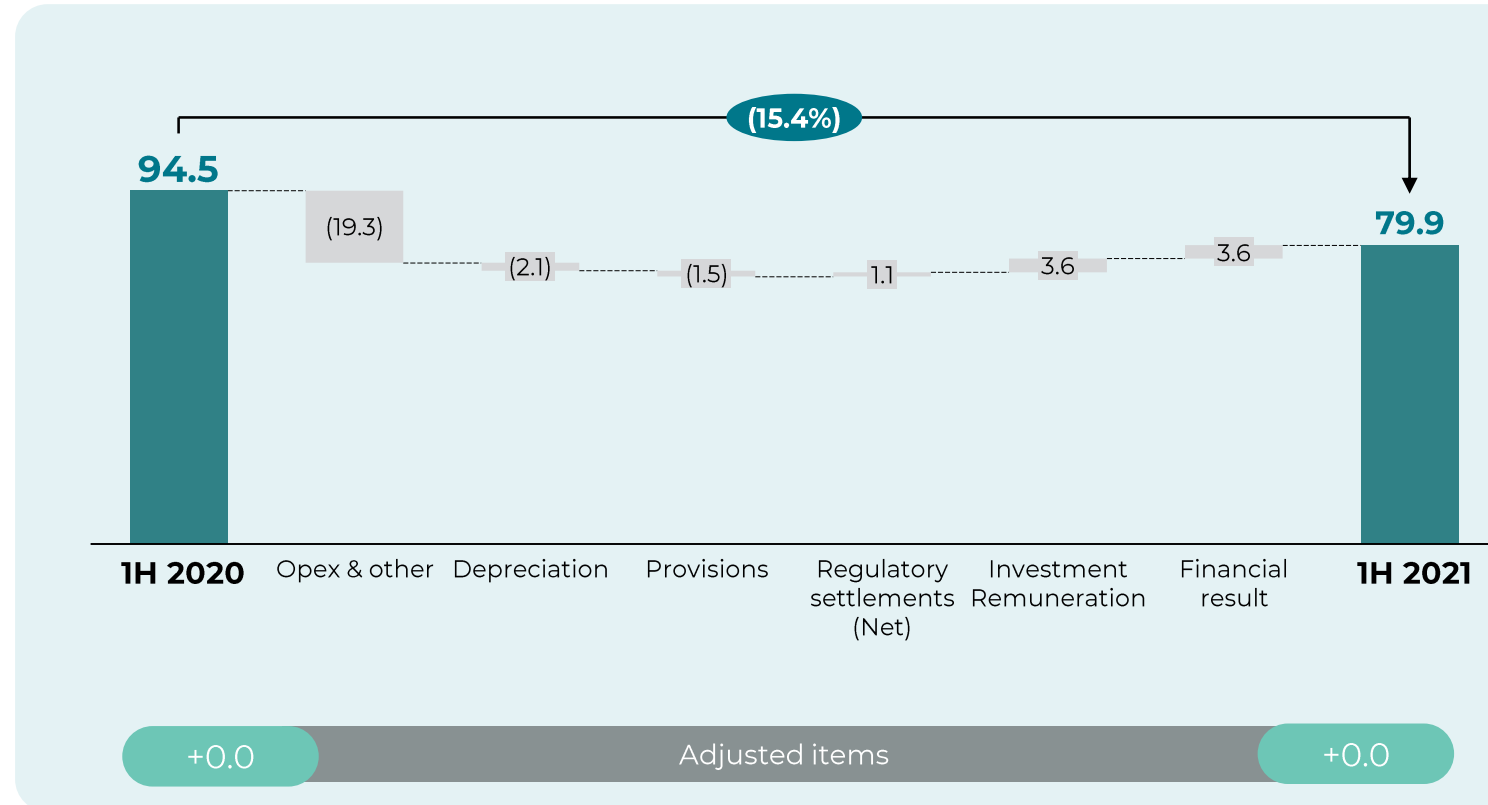 (15.4%)
94.5
79.9
(19.3)
(2.1)
(1.5)
1.1
3.6
3.6
1H 2020
Opex & other
Depreciation
Provisions
Regulatory
settlements
(Net)
Investment
Remuneration
Financial
result
1H 2021
+0.0
Adjusted items
+0.0